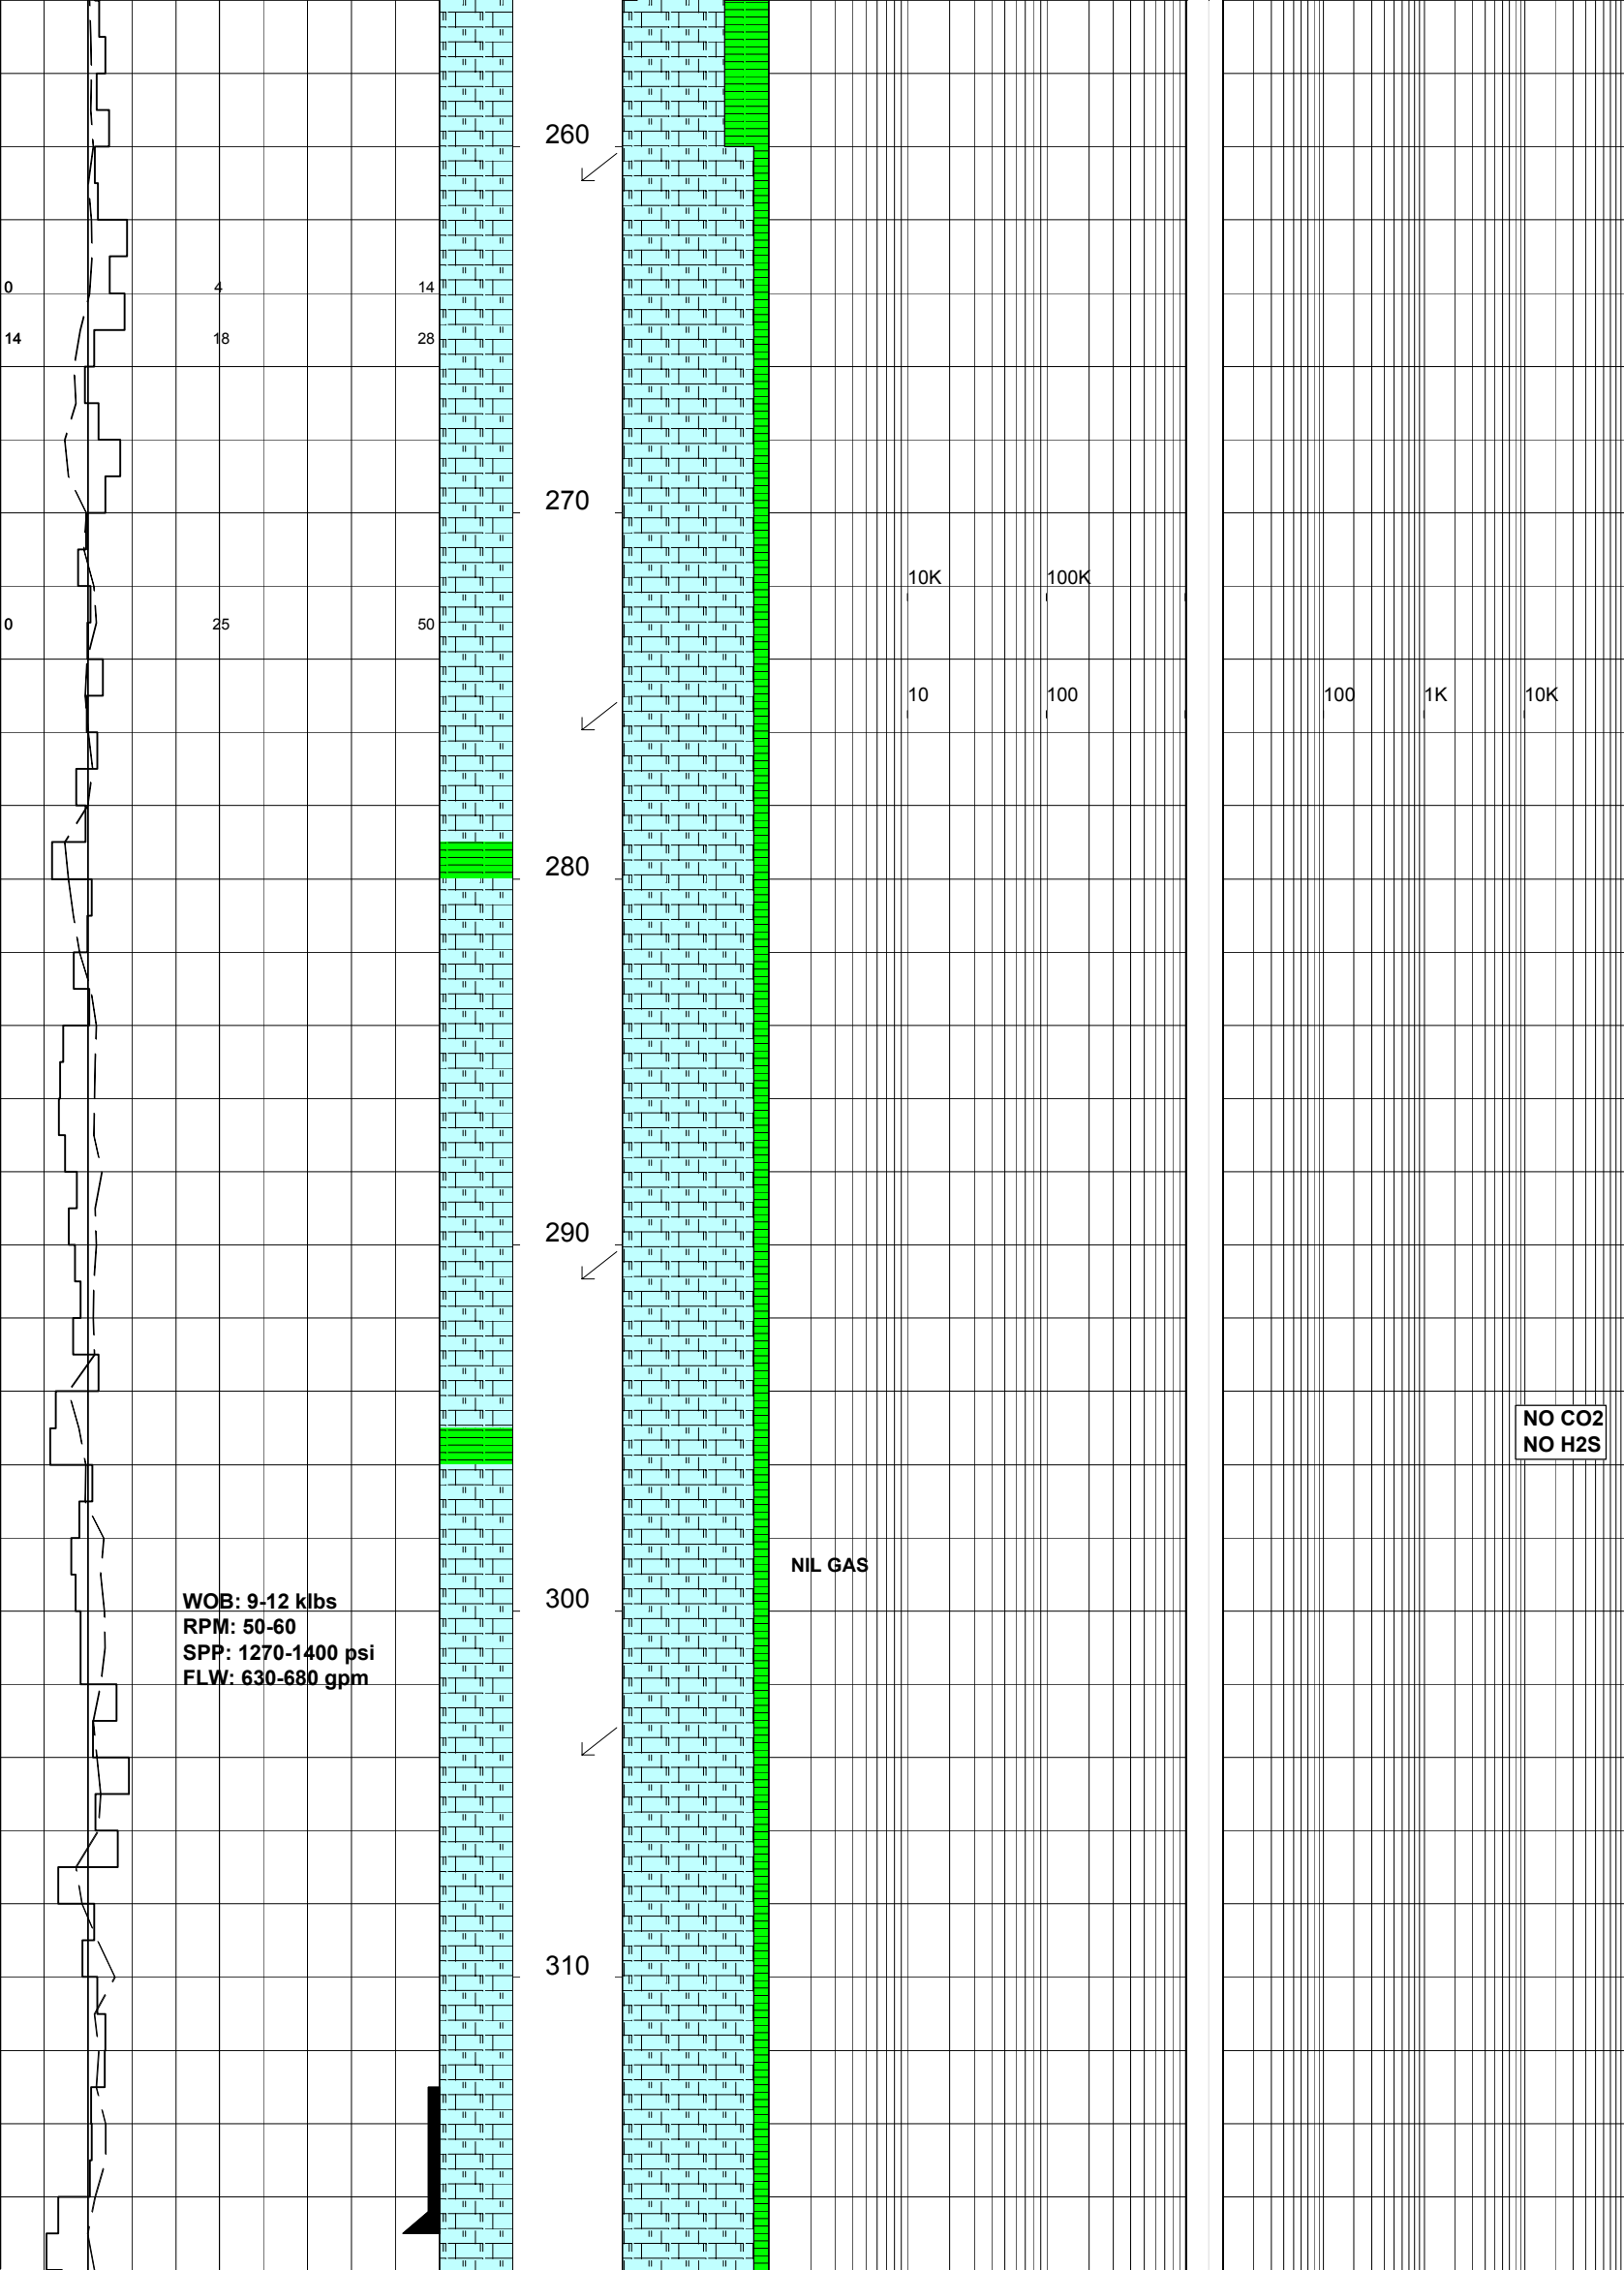 260
0 4 14
14 18 28
270
10K 100K
0 25 50
10 100 100 1K 10K
280
290
NO CO2
NO H2S
NIL GAS
300
WOB: 9-12 klbs
RPM: 50-60
SPP: 1270-1400 psi
FLW: 630-680 gpm
310